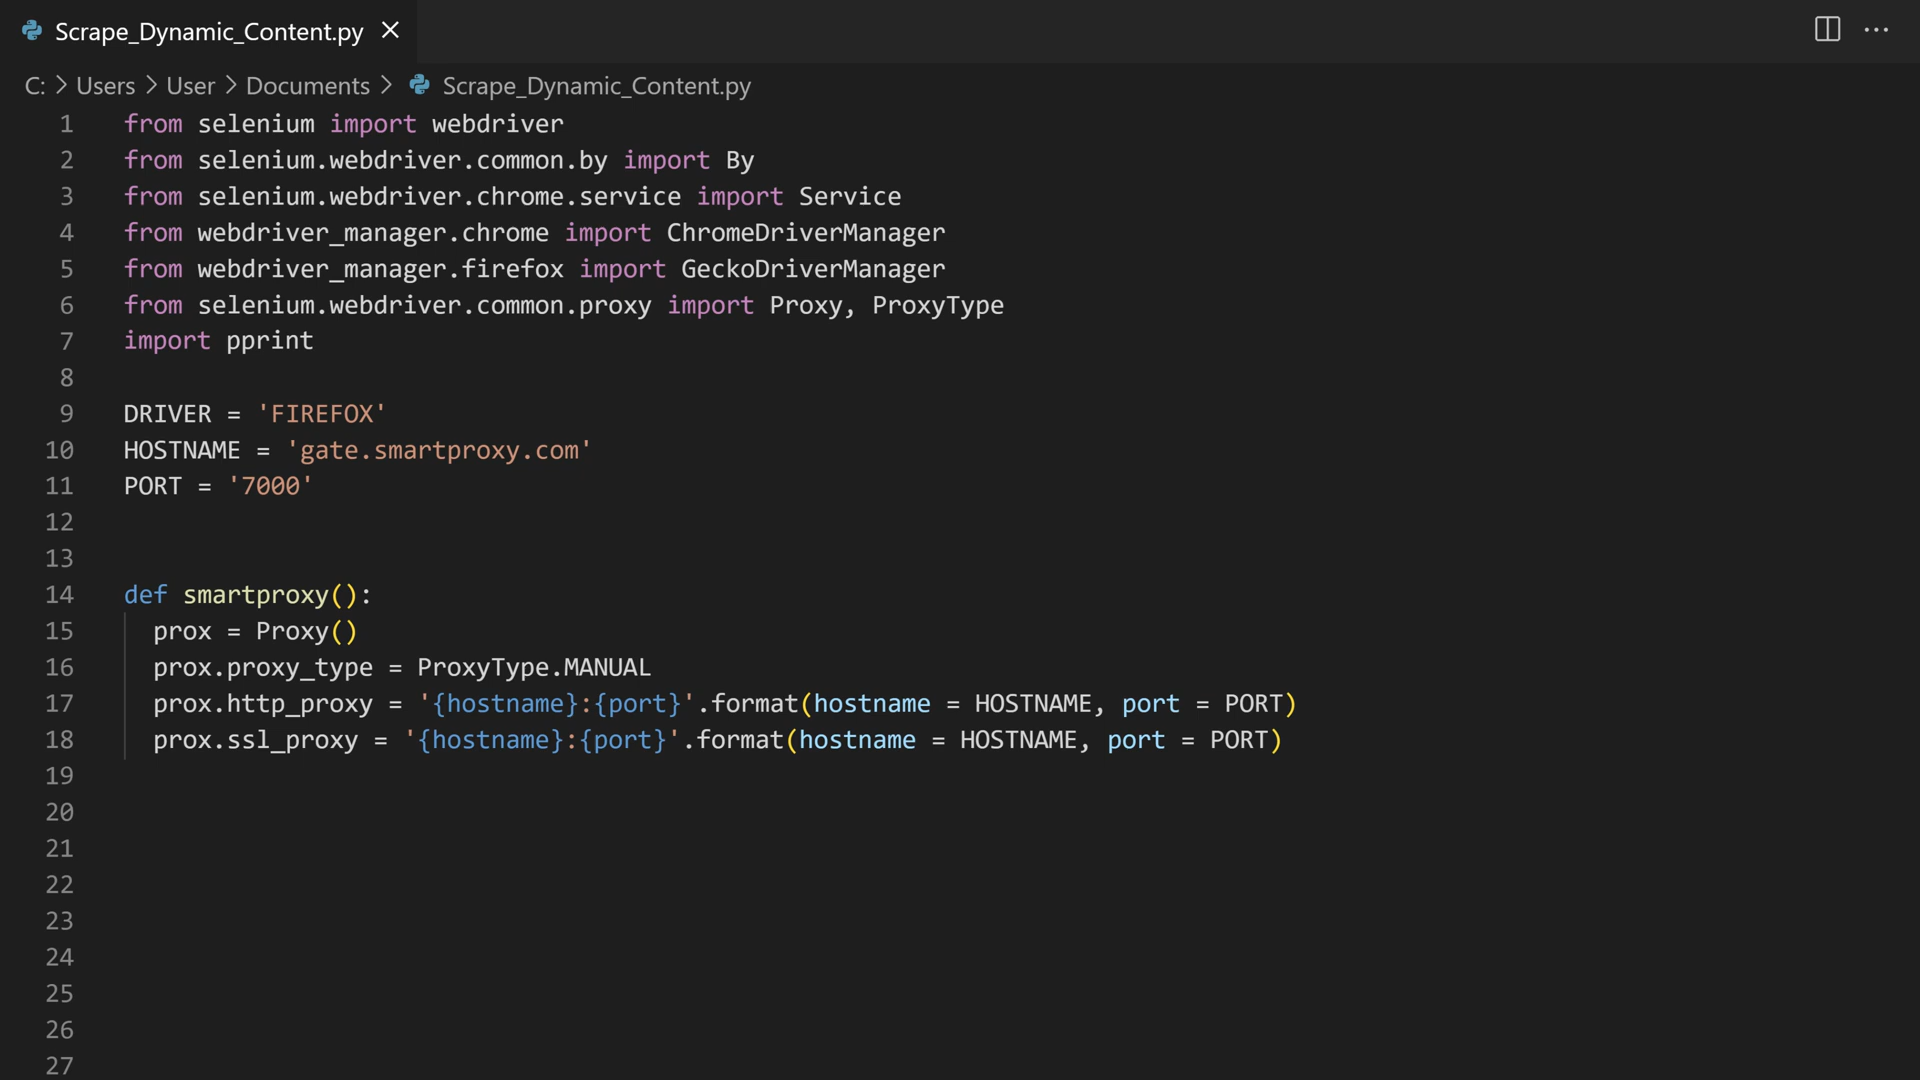 Scrape_Dynamic_Content.py
C: > Users > User > Documents > Scrape_Dynamic_Content.py
1 from selenium import webdriver
2 from selenium.webdriver.common.by import By
3 from selenium.webdriver.chrome.service import Service
4 from webdriver_manager.chrome import ChromeDriverManager
5 from webdriver_manager.firefox import GeckoDriverManager
6 from selenium.webdriver.common.proxy import Proxy, ProxyType
7 import pprint
8
9 DRIVER = 'FIREFOX'
10 HOSTNAME = 'gate.smartproxy.com'
11 PORT = '7000'
12
13
14 def smartproxy():
15   prox = Proxy()
16   prox.proxy_type = ProxyType.MANUAL
17   prox.http_proxy = '{hostname}:{port}'.format(hostname = HOSTNAME, port = PORT)
18   prox.ssl_proxy = '{hostname}:{port}'.format(hostname = HOSTNAME, port = PORT)
19
20
21
22
23
24
25
26
27